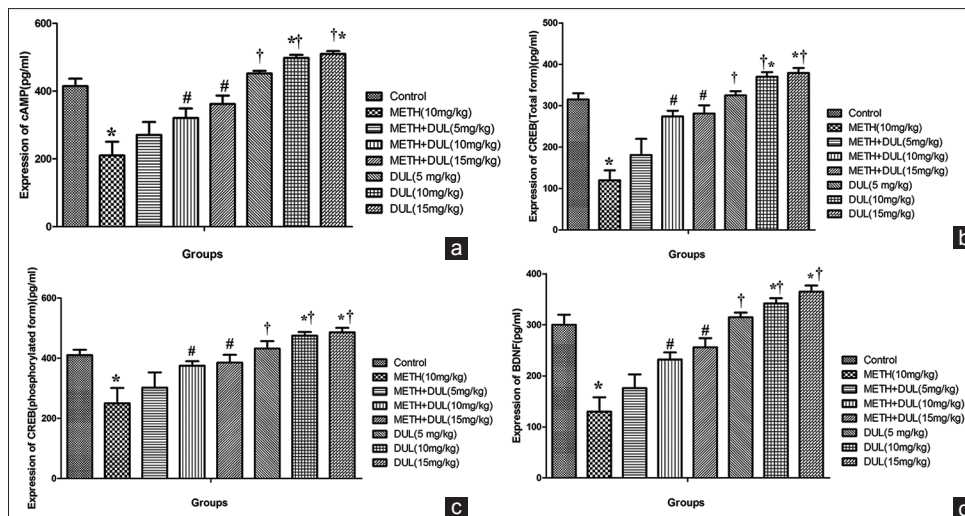 Expression of cAMP(pg/ml)
600
400
200
0
* # # † *† †*
Groups
Control
METH(10mg/kg)
METH+DUL(5mg/kg)
METH+DUL(10mg/kg)
METH+DUL(15mg/kg)
DUL(5 mg/kg)
DUL(10mg/kg)
DUL(15mg/kg)
a
Expression of CREB(Total form)(pg/ml)
500
400
300
200
100
0
* # # † †* *†
Groups
Control
METH(10mg/kg)
METH+DUL(5mg/kg)
METH+DUL(10mg/kg)
METH+DUL(15mg/kg)
DUL(5 mg/kg)
DUL(10mg/kg)
DUL(15mg/kg)
b
Expression of CREB(phosphorylated form)(pg/ml)
600
400
200
0
* # # † *† *†
Groups
Control
METH(10mg/kg)
METH+DUL(5mg/kg)
METH+DUL(10mg/kg)
METH+DUL(15mg/kg)
DUL(5 mg/kg)
DUL(10mg/kg)
DUL(15mg/kg)
c
Expression of BDNF(pg/ml)
400
300
200
100
0
* # # † *† *†
Groups
Control
METH(10mg/kg)
METH+DUL(5mg/kg)
METH+DUL(10mg/kg)
METH+DUL(15mg/kg)
DUL(5 mg/kg)
DUL(10mg/kg)
DUL(15mg/kg)
d